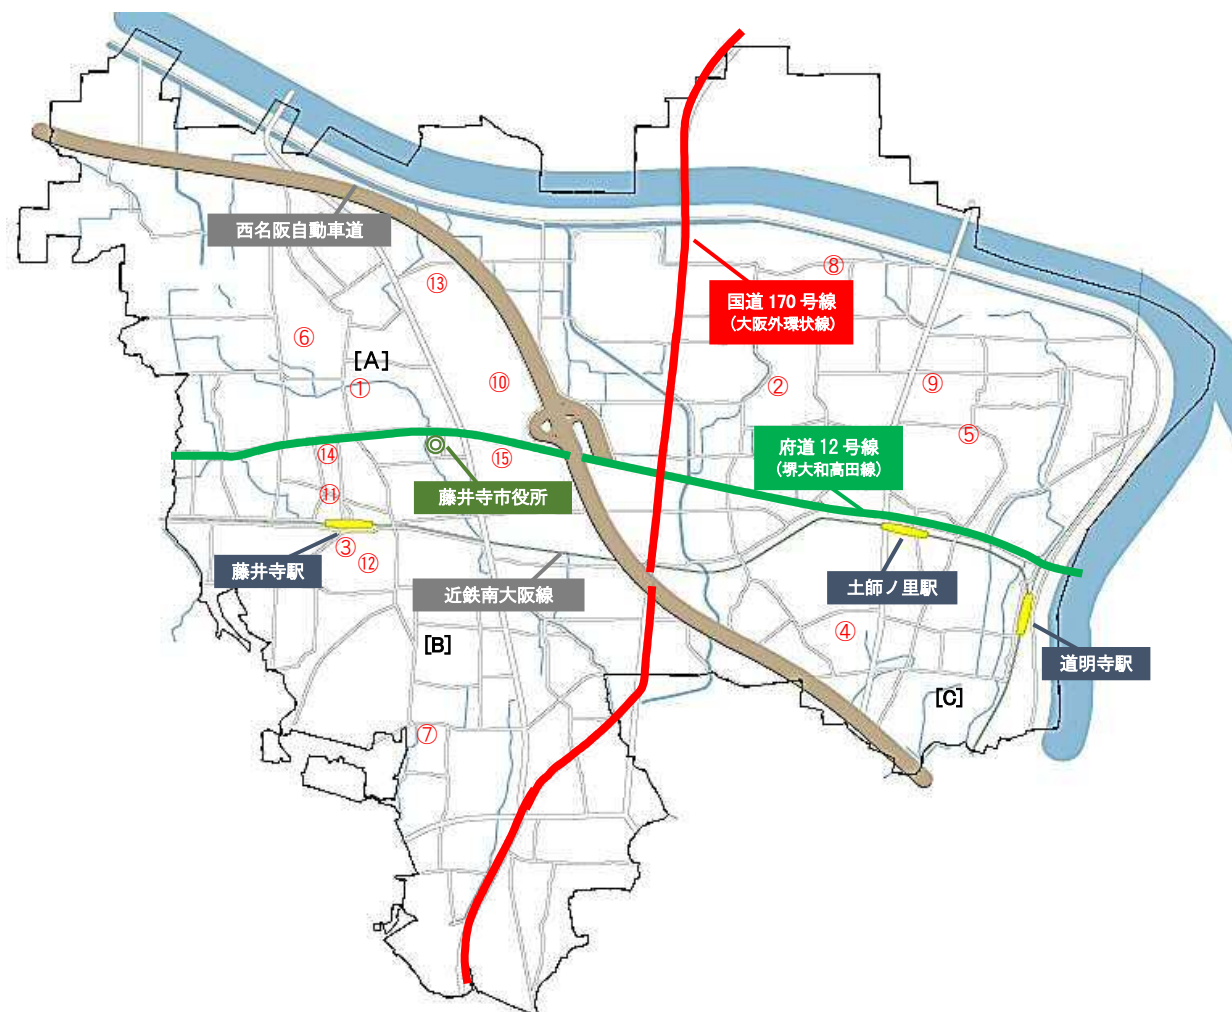 西名阪自動車道
⑧
⑬
国道 170 号線
(大阪外環状線)
⑥
[A]
①
⑩
②
⑨
⑤
府道 12 号線
(堺大和高田線)
⑭
⑮
藤井寺市役所
⑪
③
⑫
藤井寺駅
近鉄南大阪線
土師ノ里駅
④
[B]
道明寺駅
[C]
⑦